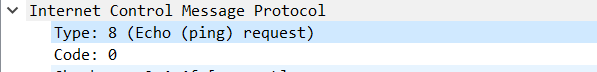 Internet Control Message Protocol
Type: 8 (Echo (ping) request)
Code: 0